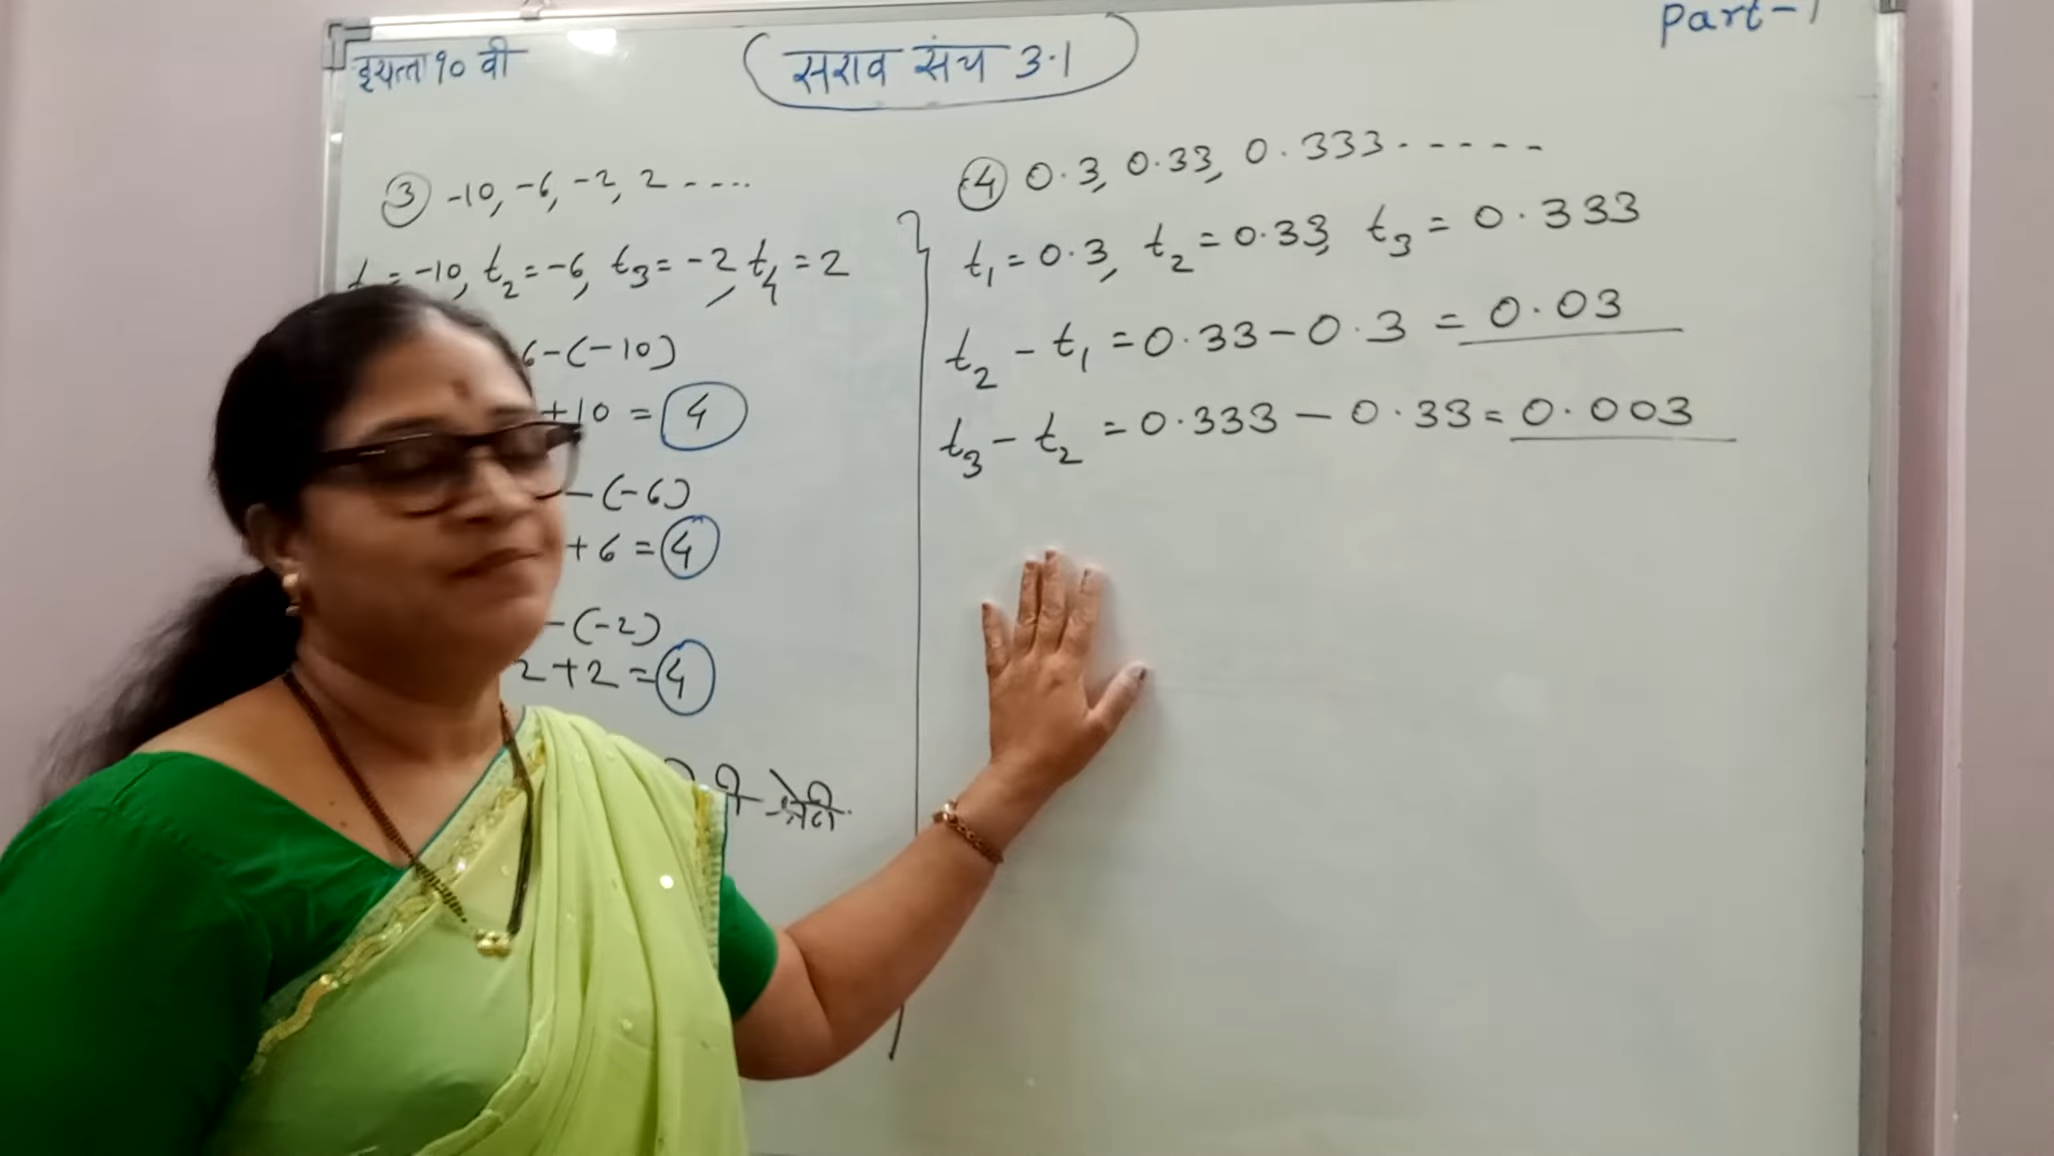 इयत्ता १० वी
सराव संच 3.1
Part-1
③ -10, -6, -2, 2 ....
t = -10, t₂ = -6, t₃ = -2, t₄ = 2
6-(-10)
+10 = 4
-(-6)
+ 6 = 4
-(-2)
2+2 = 4
④ 0.3, 0.33, 0.333.....
t₁ = 0.3, t₂ = 0.33, t₃ = 0.333
t₂ - t₁ = 0.33 - 0.3 = 0.03
t₃ - t₂ = 0.333 - 0.33 = 0.003